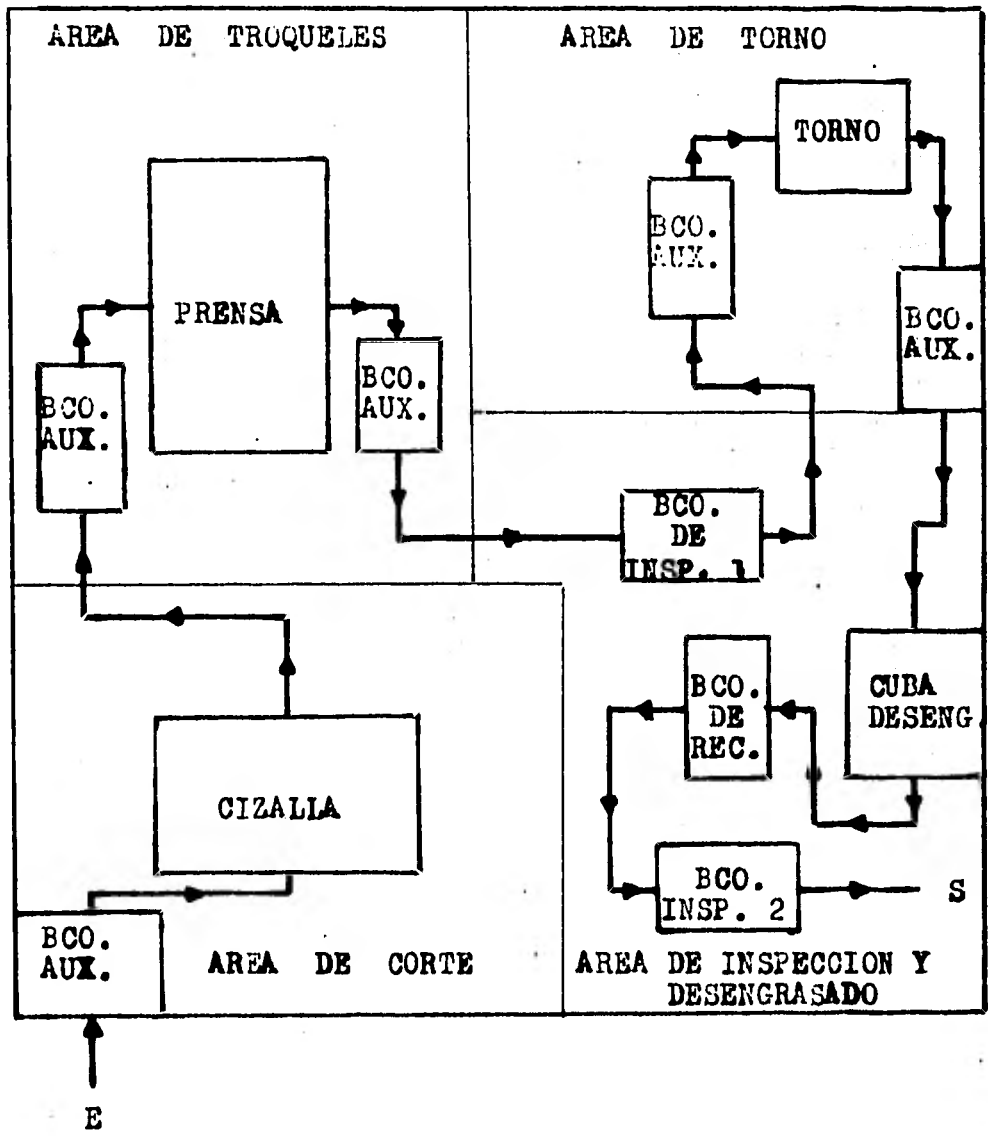 AREA DE TROQUELES
AREA DE TORNO
TORNO
BCO.
AUX.
PRENSA
BCO.
AUX.
BCO.
AUX.
BCO.
AUX.
BCO.
DE
INSP. 1
BCO.
DE
REC.
CUBA
DESENG.
CIZALLA
BCO.
INSP. 2
S
BCO.
AUX.
AREA DE CORTE
AREA DE INSPECCION Y
DESENGRASADO
E